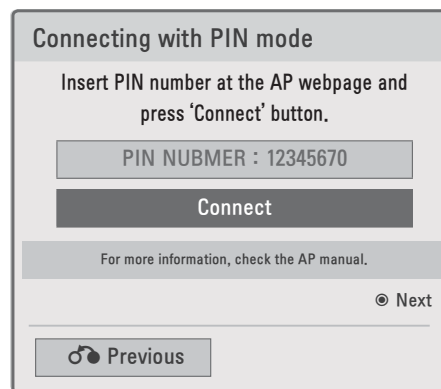 Connecting with PIN mode
Insert PIN number at the AP webpage and
press ‘Connect’ button.
PIN NUBMER : 12345670
Connect
For more information, check the AP manual.
◉ Next
Previous